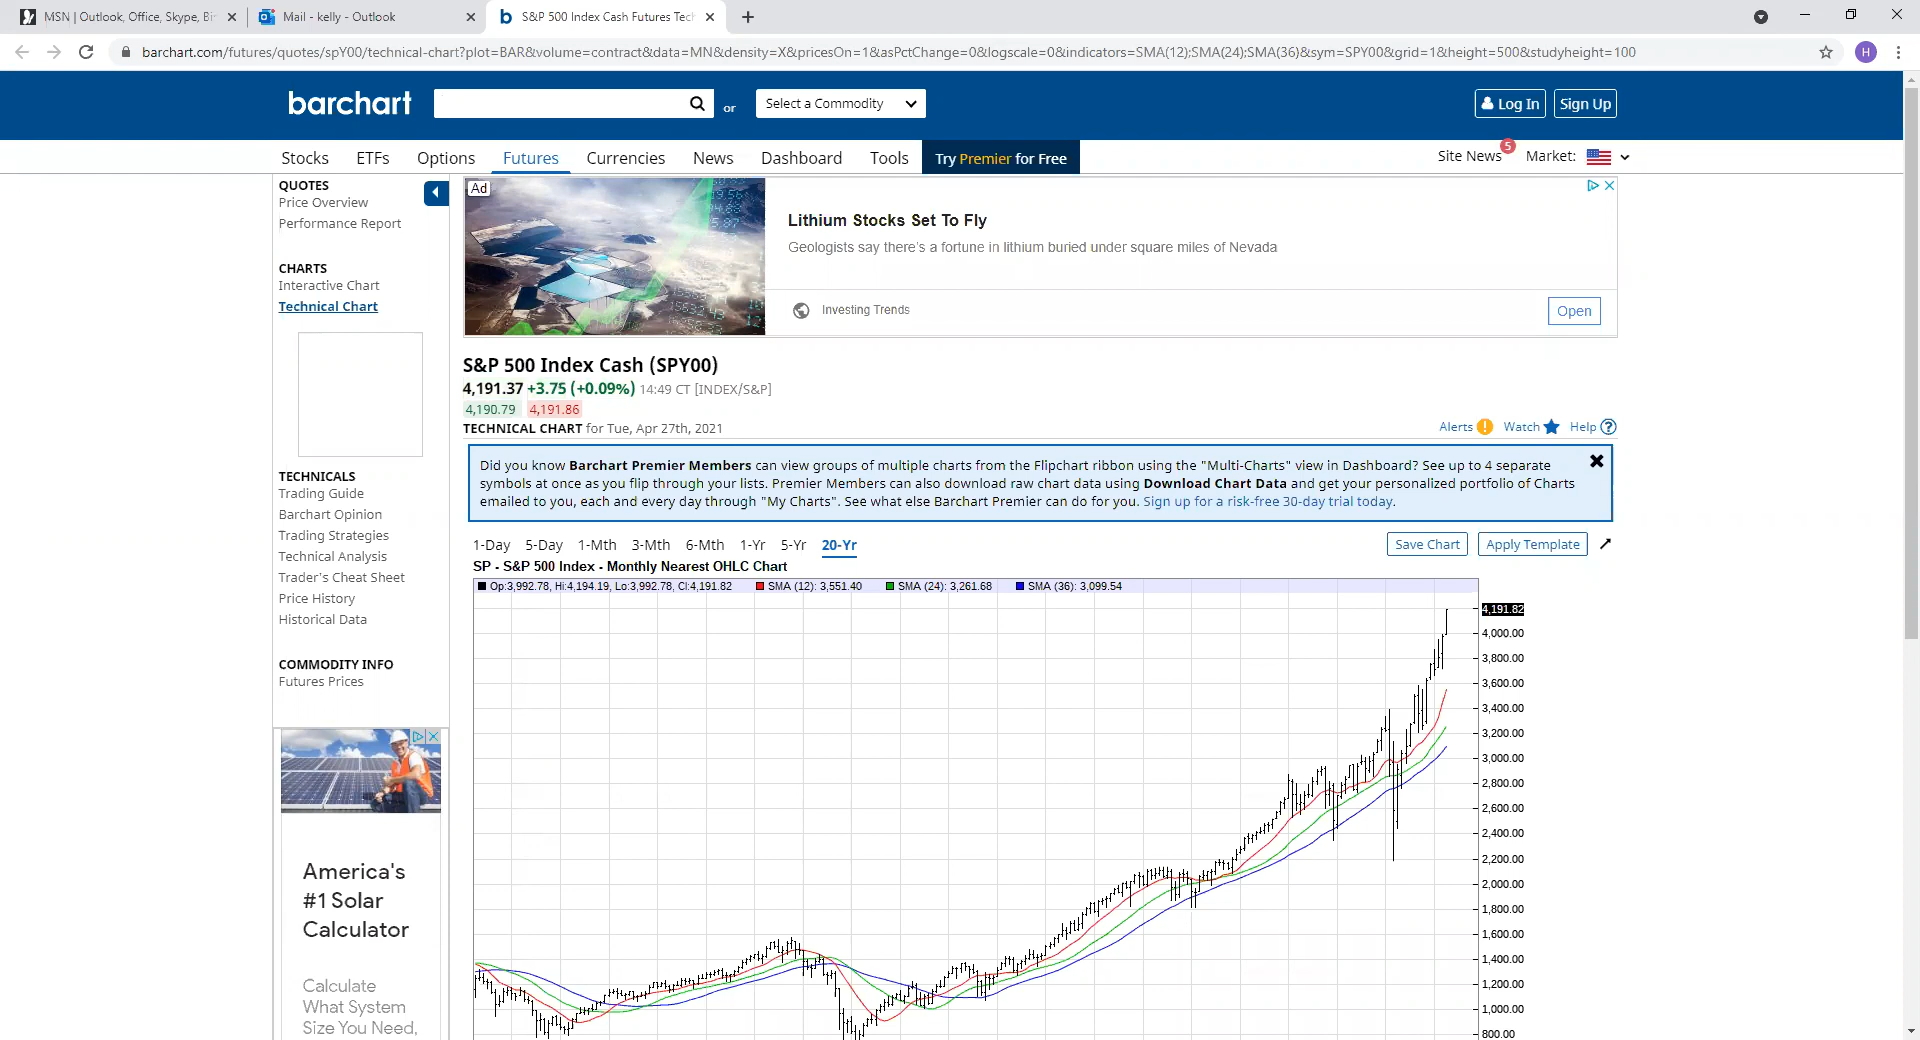 MSN | Outlook, Office, Skype, Bi
Mail - kelly - Outlook
S&P 500 Index Cash Futures Tech
barchart.com/futures/quotes/spY00/technical-chart?plot=BAR&volume=contract&data=MN&density=X&pricesOn=1&asPctChange=0&logscale=0&indicators=SMA(12);SMA(24);SMA(36)&sym=SPY00&grid=1&height=500&studyheight=100
H
barchart
or
Select a Commodity
Log In
Sign Up
Stocks
ETFs
Options
Futures
Currencies
News
Dashboard
Tools
Try Premier for Free
Site News
5
Market:
QUOTES
Price Overview
Performance Report
CHARTS
Interactive Chart
Technical Chart
TECHNICALS
Trading Guide
Barchart Opinion
Trading Strategies
Technical Analysis
Trader's Cheat Sheet
Price History
Historical Data
COMMODITY INFO
Futures Prices
America's
#1 Solar
Calculator
Calculate
What System
Size You Need,
Ad
Lithium Stocks Set To Fly
Geologists say there's a fortune in lithium buried under square miles of Nevada
Investing Trends
Open
S&P 500 Index Cash (SPY00)
4,191.37 +3.75 (+0.09%) 14:49 CT [INDEX/S&P]
4,190.79 4,191.86
TECHNICAL CHART for Tue, Apr 27th, 2021
Alerts
Watch
Help
Did you know Barchart Premier Members can view groups of multiple charts from the Flipchart ribbon using the "Multi-Charts" view in Dashboard? See up to 4 separate
symbols at once as you flip through your lists. Premier Members can also download raw chart data using Download Chart Data and get your personalized portfolio of Charts
emailed to you, each and every day through "My Charts". See what else Barchart Premier can do for you. Sign up for a risk-free 30-day trial today.
1-Day 5-Day 1-Mth 3-Mth 6-Mth 1-Yr 5-Yr 20-Yr
Save Chart
Apply Template
SP - S&P 500 Index - Monthly Nearest OHLC Chart
Op:3,992.78, Hi:4,194.19, Lo:3,992.78, Cl:4,191.82
SMA (12): 3,551.40
SMA (24): 3,261.68
SMA (36): 3,099.54
4,191.82
4,000.00
3,800.00
3,600.00
3,400.00
3,200.00
3,000.00
2,800.00
2,600.00
2,400.00
2,200.00
2,000.00
1,800.00
1,600.00
1,400.00
1,200.00
1,000.00
800.00